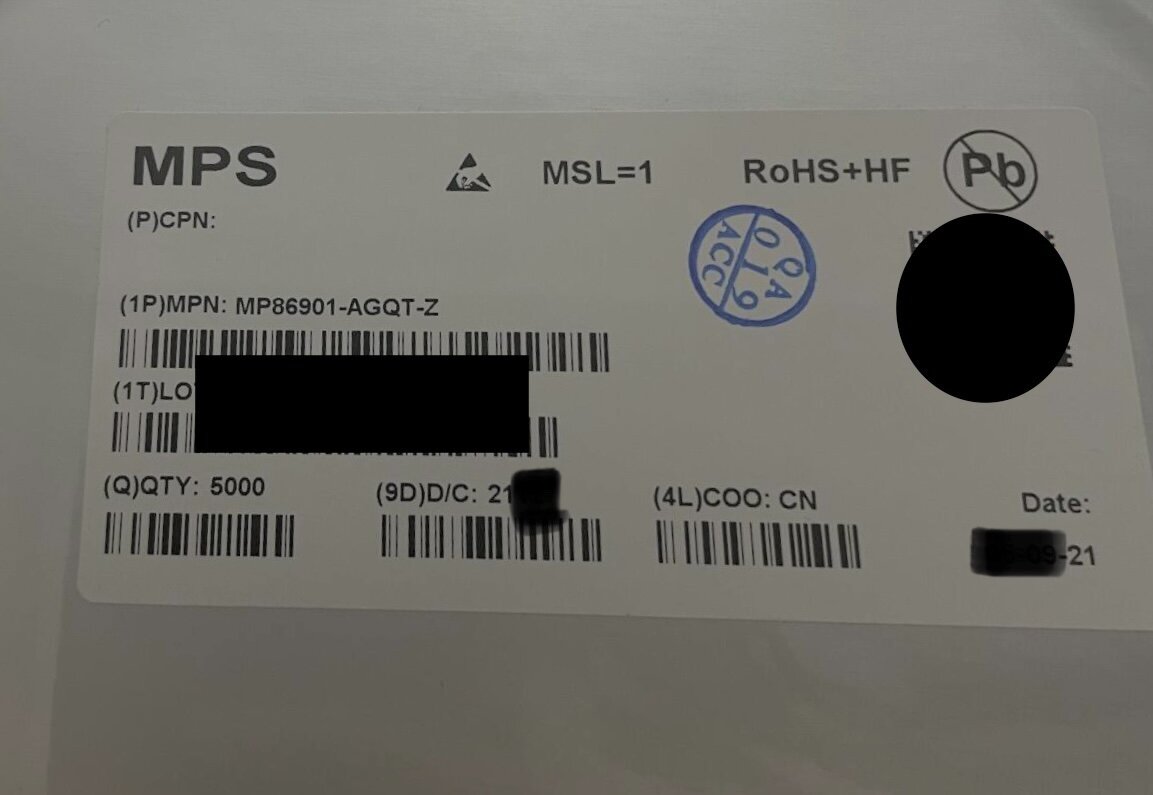 MPS
MSL=1
RoHS+HF
Pb
(P)CPN:
QA
019
ACC
(1P)MPN: MP86901-AGQT-Z
(1T)LO
(Q)QTY: 5000
(9D)D/C: 21
(4L)COO: CN
Date:
-21